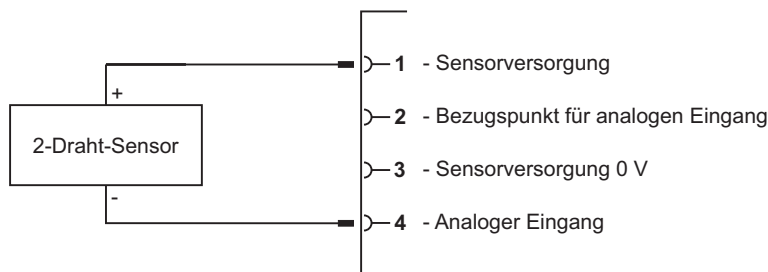 1 - Sensorversorgung
+
2 - Bezugspunkt für analogen Eingang
2-Draht-Sensor
3 - Sensorversorgung 0 V
-
4 - Analoger Eingang